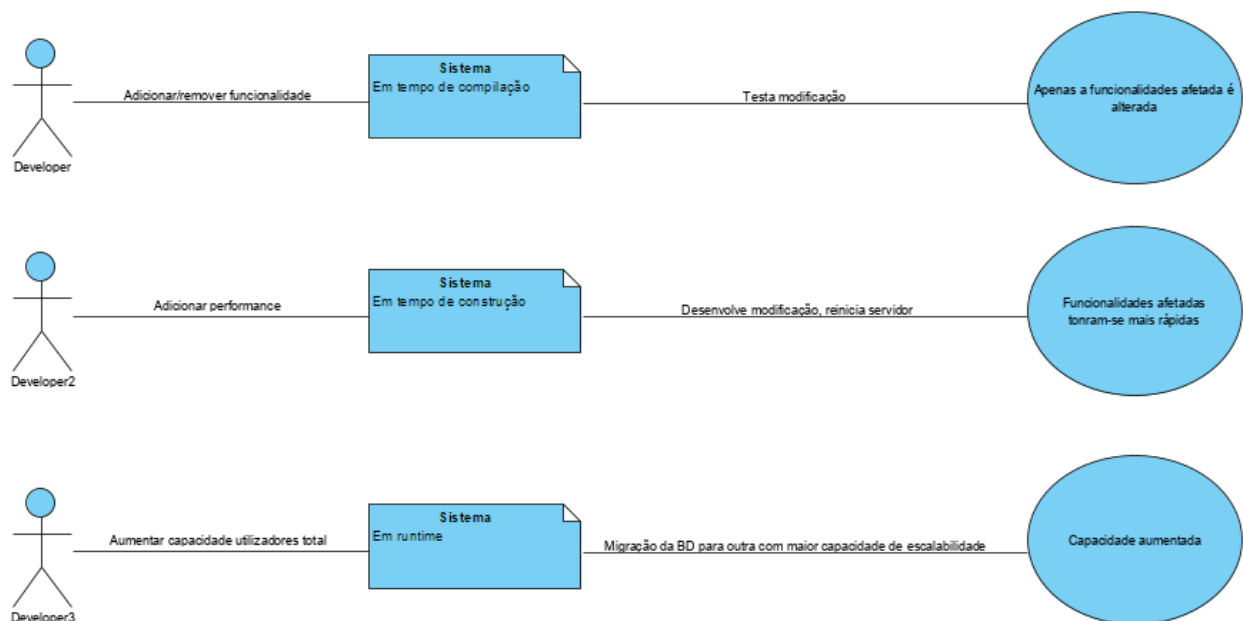 Sistema
Em tempo de compilação
Adicionar/remover funcionalidade
Testa modificação
Apenas a funcionalidades afetada é
alterada
Developer
Sistema
Em tempo de construção
Adicionar performance
Desenvolve modificação, reinicia servidor
Funcionalidades afetadas
tonram-se mais rápidas
Developer2
Sistema
Em runtime
Aumentar capacidade utilizadores total
Migração da BD para outra com maior capacidade de escalabilidade
Capacidade aumentada
Developer3